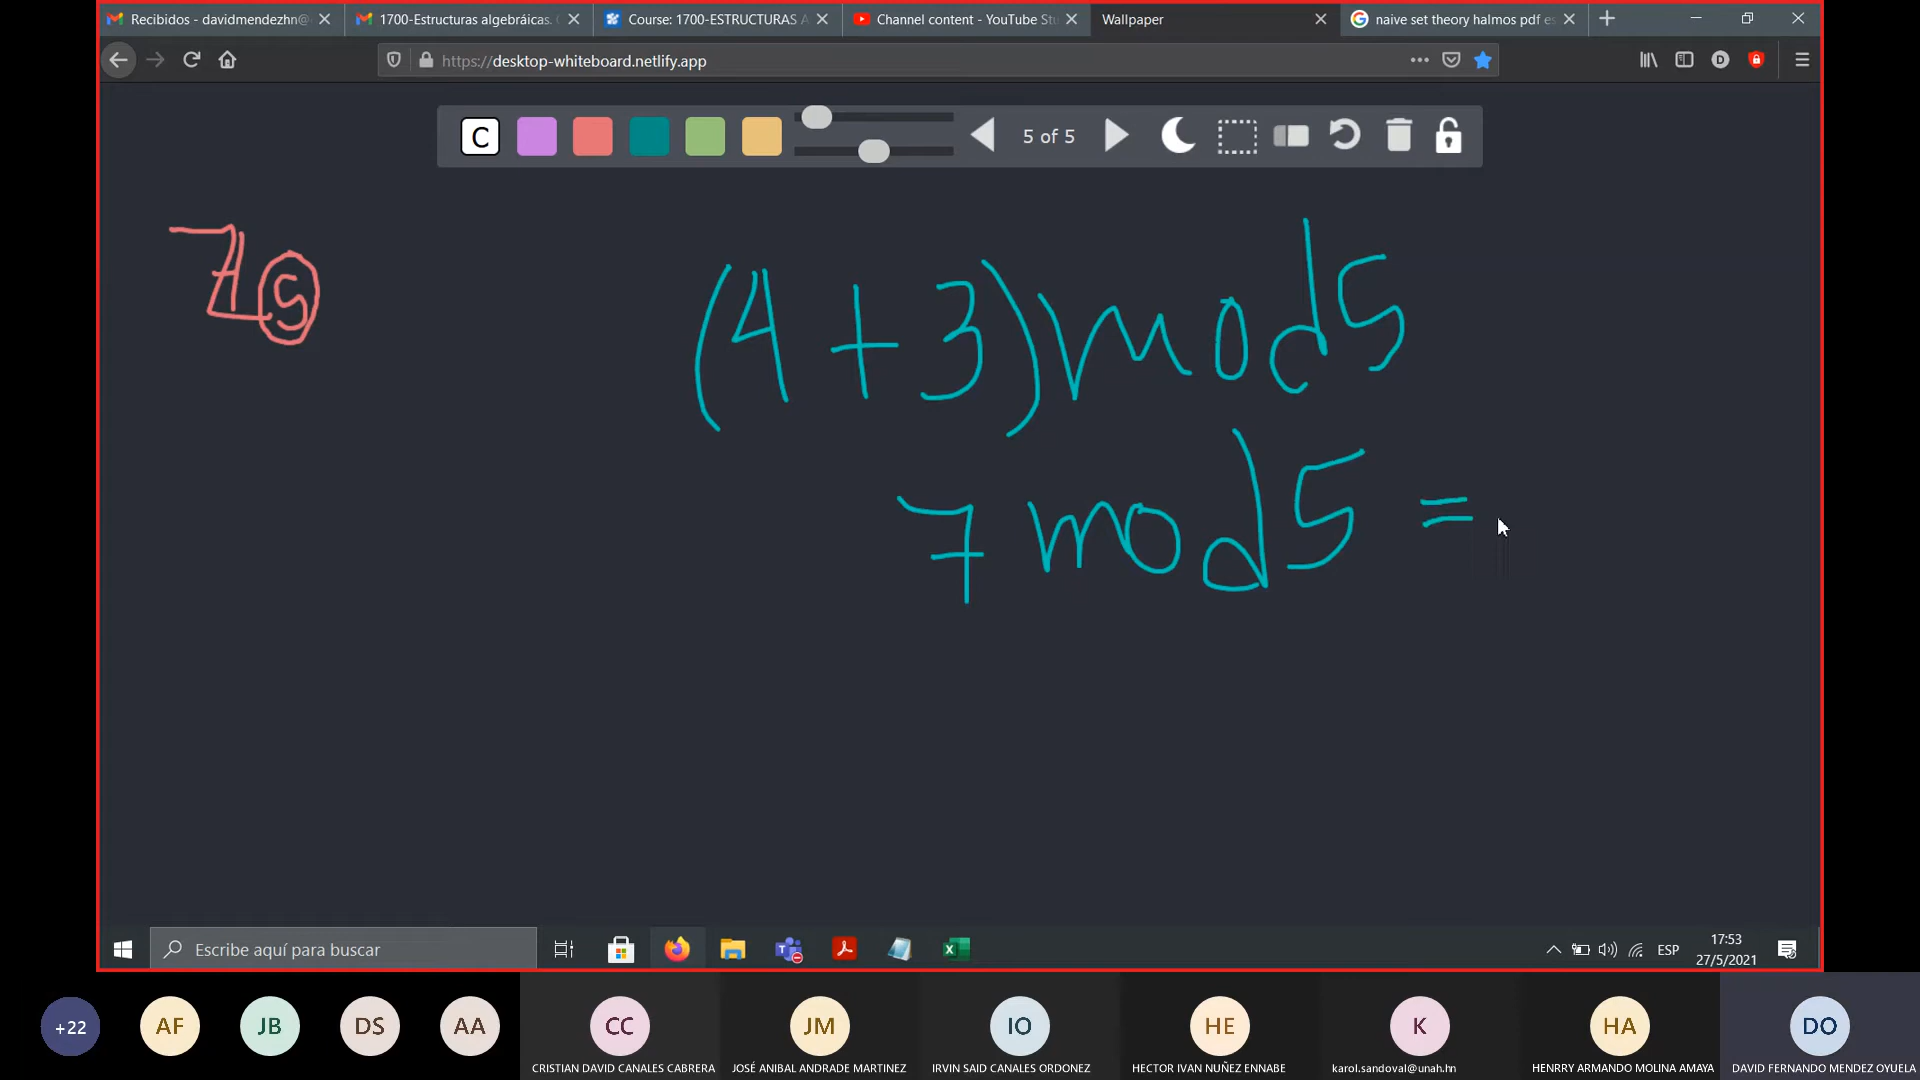 Recibidos - davidmendezhn@
1700-Estructuras algebráicas.
Course: 1700-ESTRUCTURAS A
Channel content - YouTube Stu
Wallpaper
naive set theory halmos pdf es
https://desktop-whiteboard.netlify.app
C
5 of 5
ℤ5
(4+3)mod5
7 mod5 =
Escribe aquí para buscar
ESP
17:53
27/5/2021
+22
AF
JB
DS
AA
CC
CRISTIAN DAVID CANALES CABRERA
JM
JOSÉ ANIBAL ANDRADE MARTINEZ
IO
IRVIN SAID CANALES ORDONEZ
HE
HECTOR IVAN NUÑEZ ENNABE
K
karol.sandoval@unah.hn
HA
HENRRY ARMANDO MOLINA AMAYA
DO
DAVID FERNANDO MENDEZ OYUELA